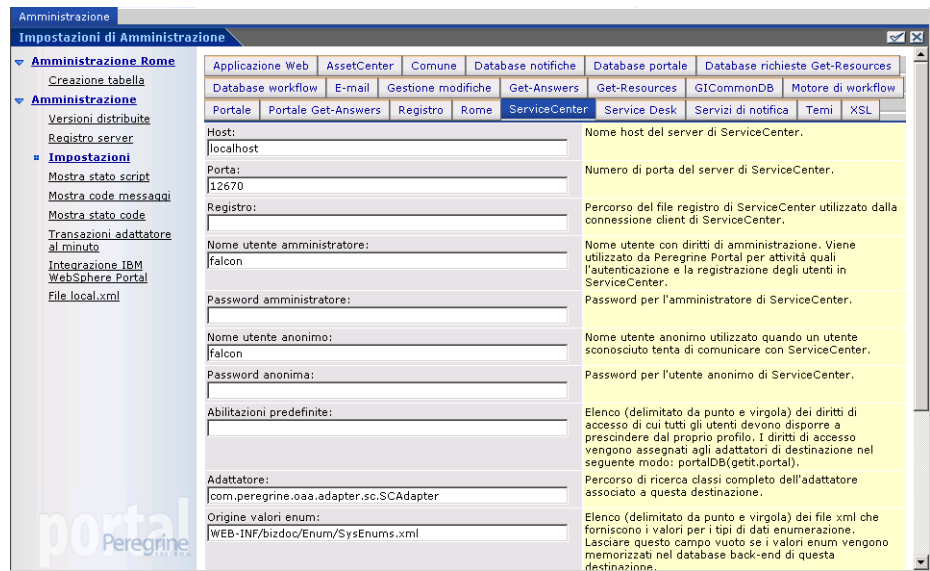 Amministrazione
Impostazioni di Amministrazione
Amministrazione Rome
Creazione tabella
Amministrazione
Versioni distribuite
Registro server
Impostazioni
Mostra stato script
Mostra code messaggi
Mostra stato code
Transazioni adattatore
al minuto
Integrazione IBM
WebSphere Portal
File local.xml
portal
Peregrine
SYSTEMS
Applicazione Web AssetCenter Comune Database notifiche Database portale Database richieste Get-Resources
Database workflow E-mail Gestione modifiche Get-Answers Get-Resources GICommonDB Motore di workflow
Portale Portale Get-Answers Registro Rome ServiceCenter Service Desk Servizi di notifica Temi XSL
Host:
localhost
Nome host del server di ServiceCenter.
Porta:
12670
Numero di porta del server di ServiceCenter.
Registro:
Percorso del file registro di ServiceCenter utilizzato dalla
connessione client di ServiceCenter.
Nome utente amministratore:
falcon
Nome utente con diritti di amministrazione. Viene
utilizzato da Peregrine Portal per attività quali
l'autenticazione e la registrazione degli utenti in
ServiceCenter.
Password amministratore:
Password per l'amministratore di ServiceCenter.
Nome utente anonimo:
falcon
Nome utente anonimo utilizzato quando un utente
sconosciuto tenta di comunicare con ServiceCenter.
Password anonima:
Password per l'utente anonimo di ServiceCenter.
Abilitazioni predefinite:
Elenco (delimitato da punto e virgola) dei diritti di
accesso di cui tutti gli utenti devono disporre a
prescindere dal proprio profilo. I diritti di accesso
vengono assegnati agli adattatori di destinazione nel
seguente modo: portalDB(getit.portal).
Adattatore:
com.peregrine.oaa.adapter.sc.SCAdapter
Percorso di ricerca classi completo dell'adattatore
associato a questa destinazione.
Origine valori enum:
WEB-INF/bizdoc/Enum/SysEnums.xml
Elenco (delimitato da punto e virgola) dei file xml che
forniscono i valori per i tipi di dati enumerazione.
Lasciare questo campo vuoto se i valori enum vengono
memorizzati nel database back-end di questa
destinazione.